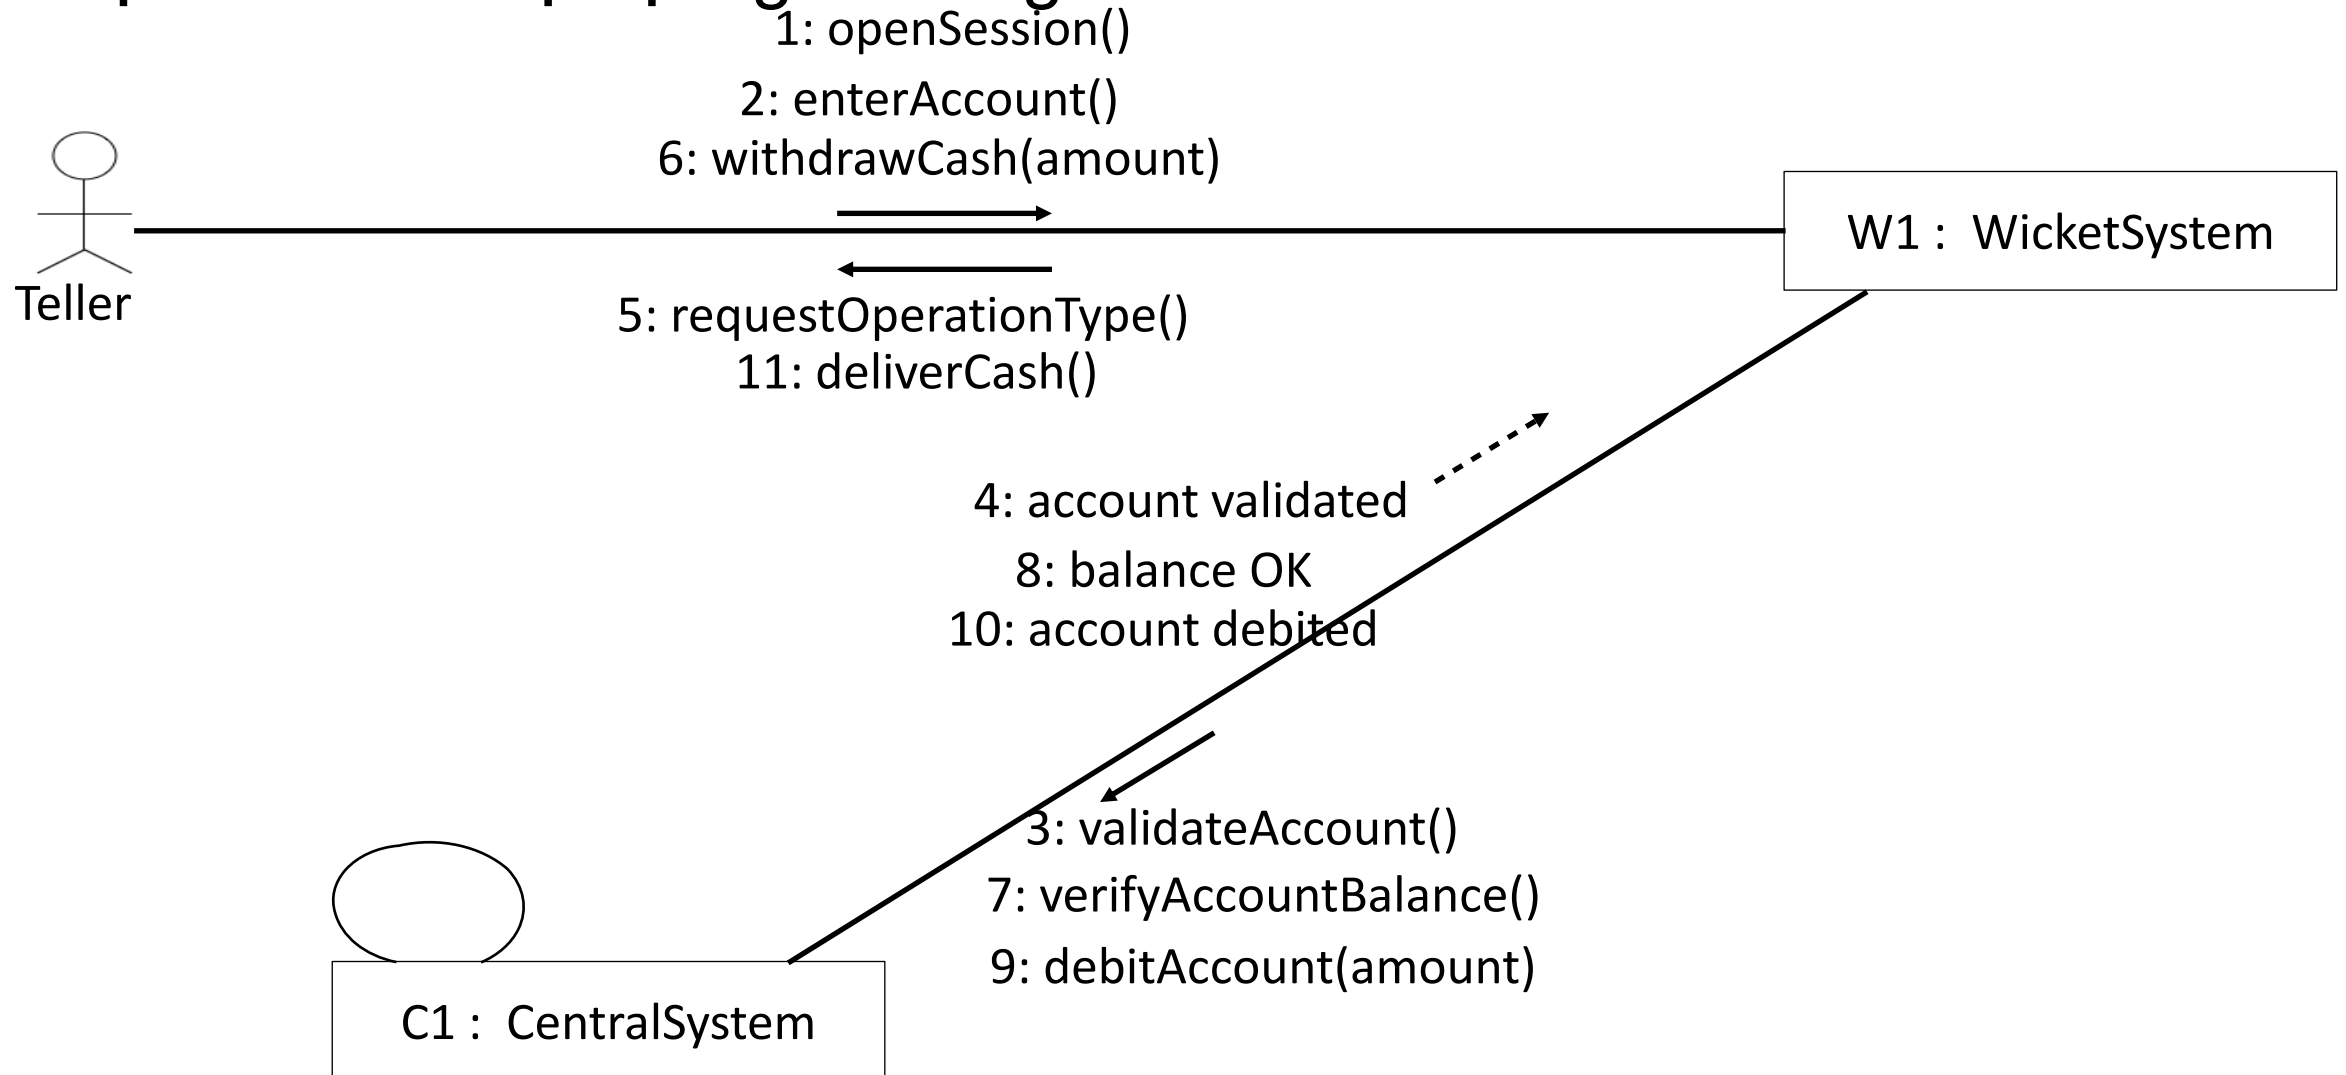 1: openSession()
2: enterAccount()
6: withdrawCash(amount)
W1 : WicketSystem
Teller
5: requestOperationType()
11: deliverCash()
4: account validated
8: balance OK
10: account debited
3: validateAccount()
7: verifyAccountBalance()
9: debitAccount(amount)
C1 : CentralSystem